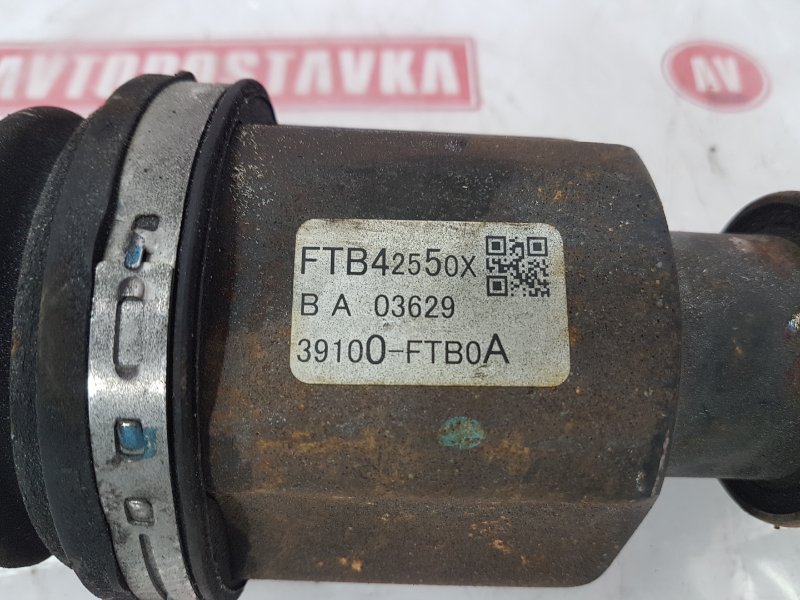 AVTOPOSTAVKA
AV
FTB42550X
B A 03629
39100-FTB0A